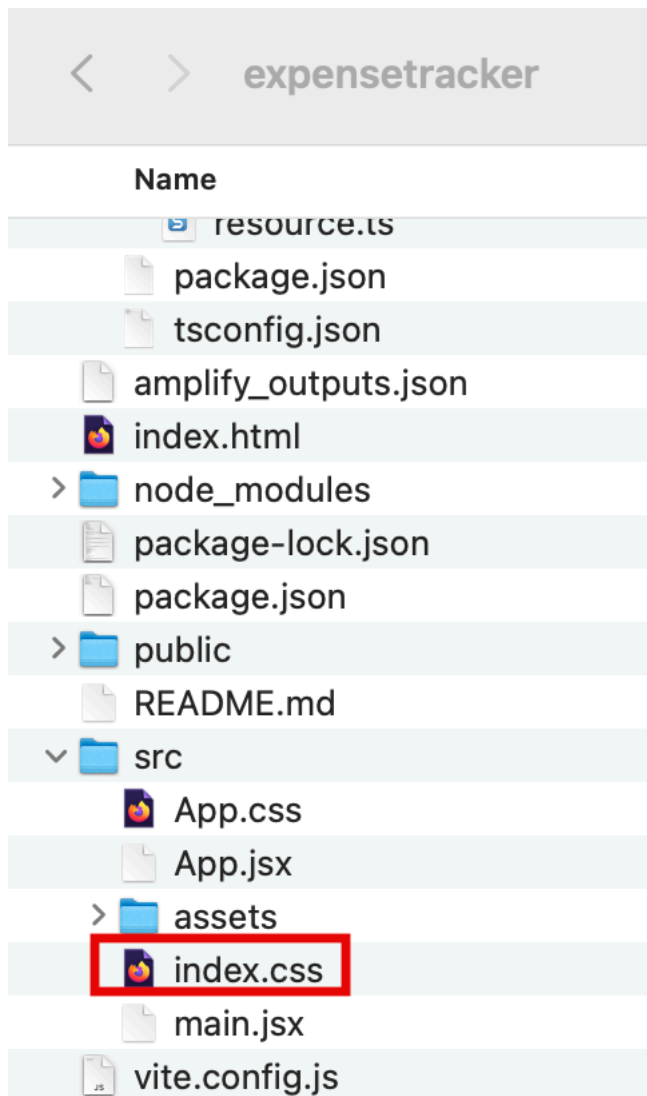 expensetracker
Name
resource.ts
package.json
tsconfig.json
amplify_outputs.json
index.html
node_modules
package-lock.json
package.json
public
README.md
src
App.css
App.jsx
assets
index.css
main.jsx
JS vite.config.js